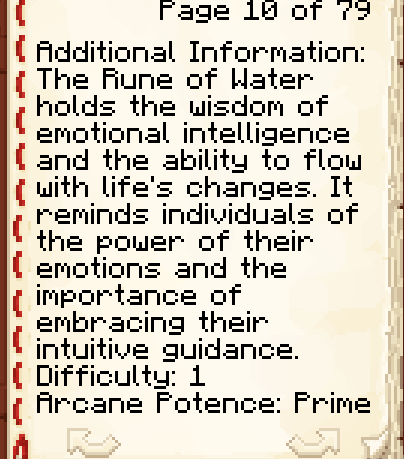 Page 10 of 79
Additional Information:
The Rune of Water
holds the wisdom of
emotional intelligence
and the ability to flow
with life's changes. It
reminds individuals of
the power of their
emotions and the
importance of
embracing their
intuitive guidance.
Difficulty: 1
Arcane Potence: Prime